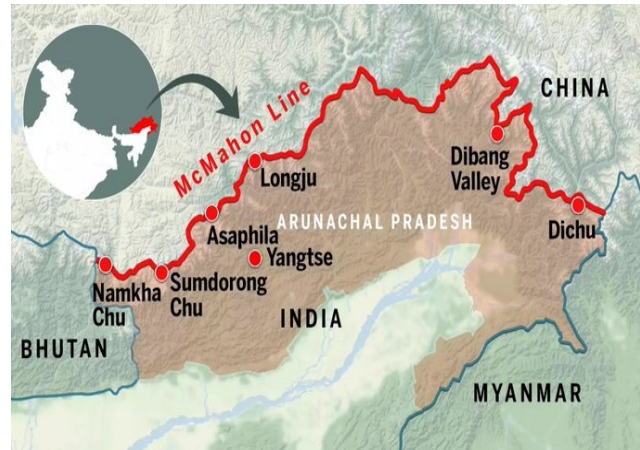 McMahon Line
CHINA
Dibang
Valley
Longju
ARUNACHAL PRADESH
Dichu
Asaphila
Yangtse
Namkha
Chu
Sumdorong
Chu
INDIA
BHUTAN
MYANMAR